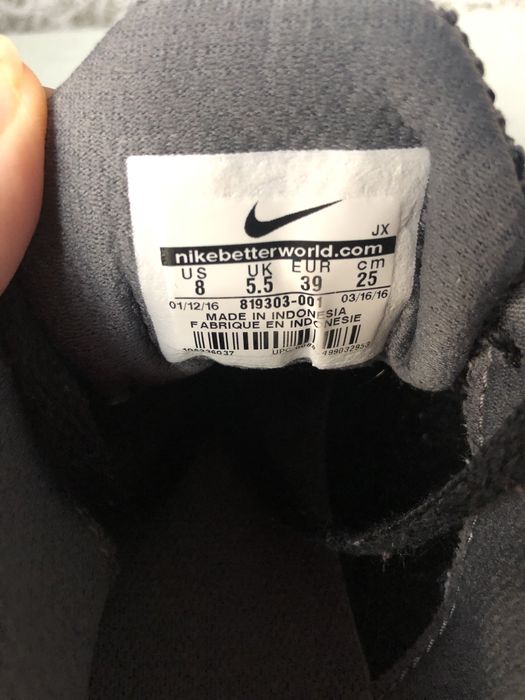 JX
nikebetterworld.com
US UK EUR cm
8 5.5 39 25
01/12/16 819303-001 03/16/16
MADE IN INDONESIA
FABRIQUE EN INDONESIE
UPC